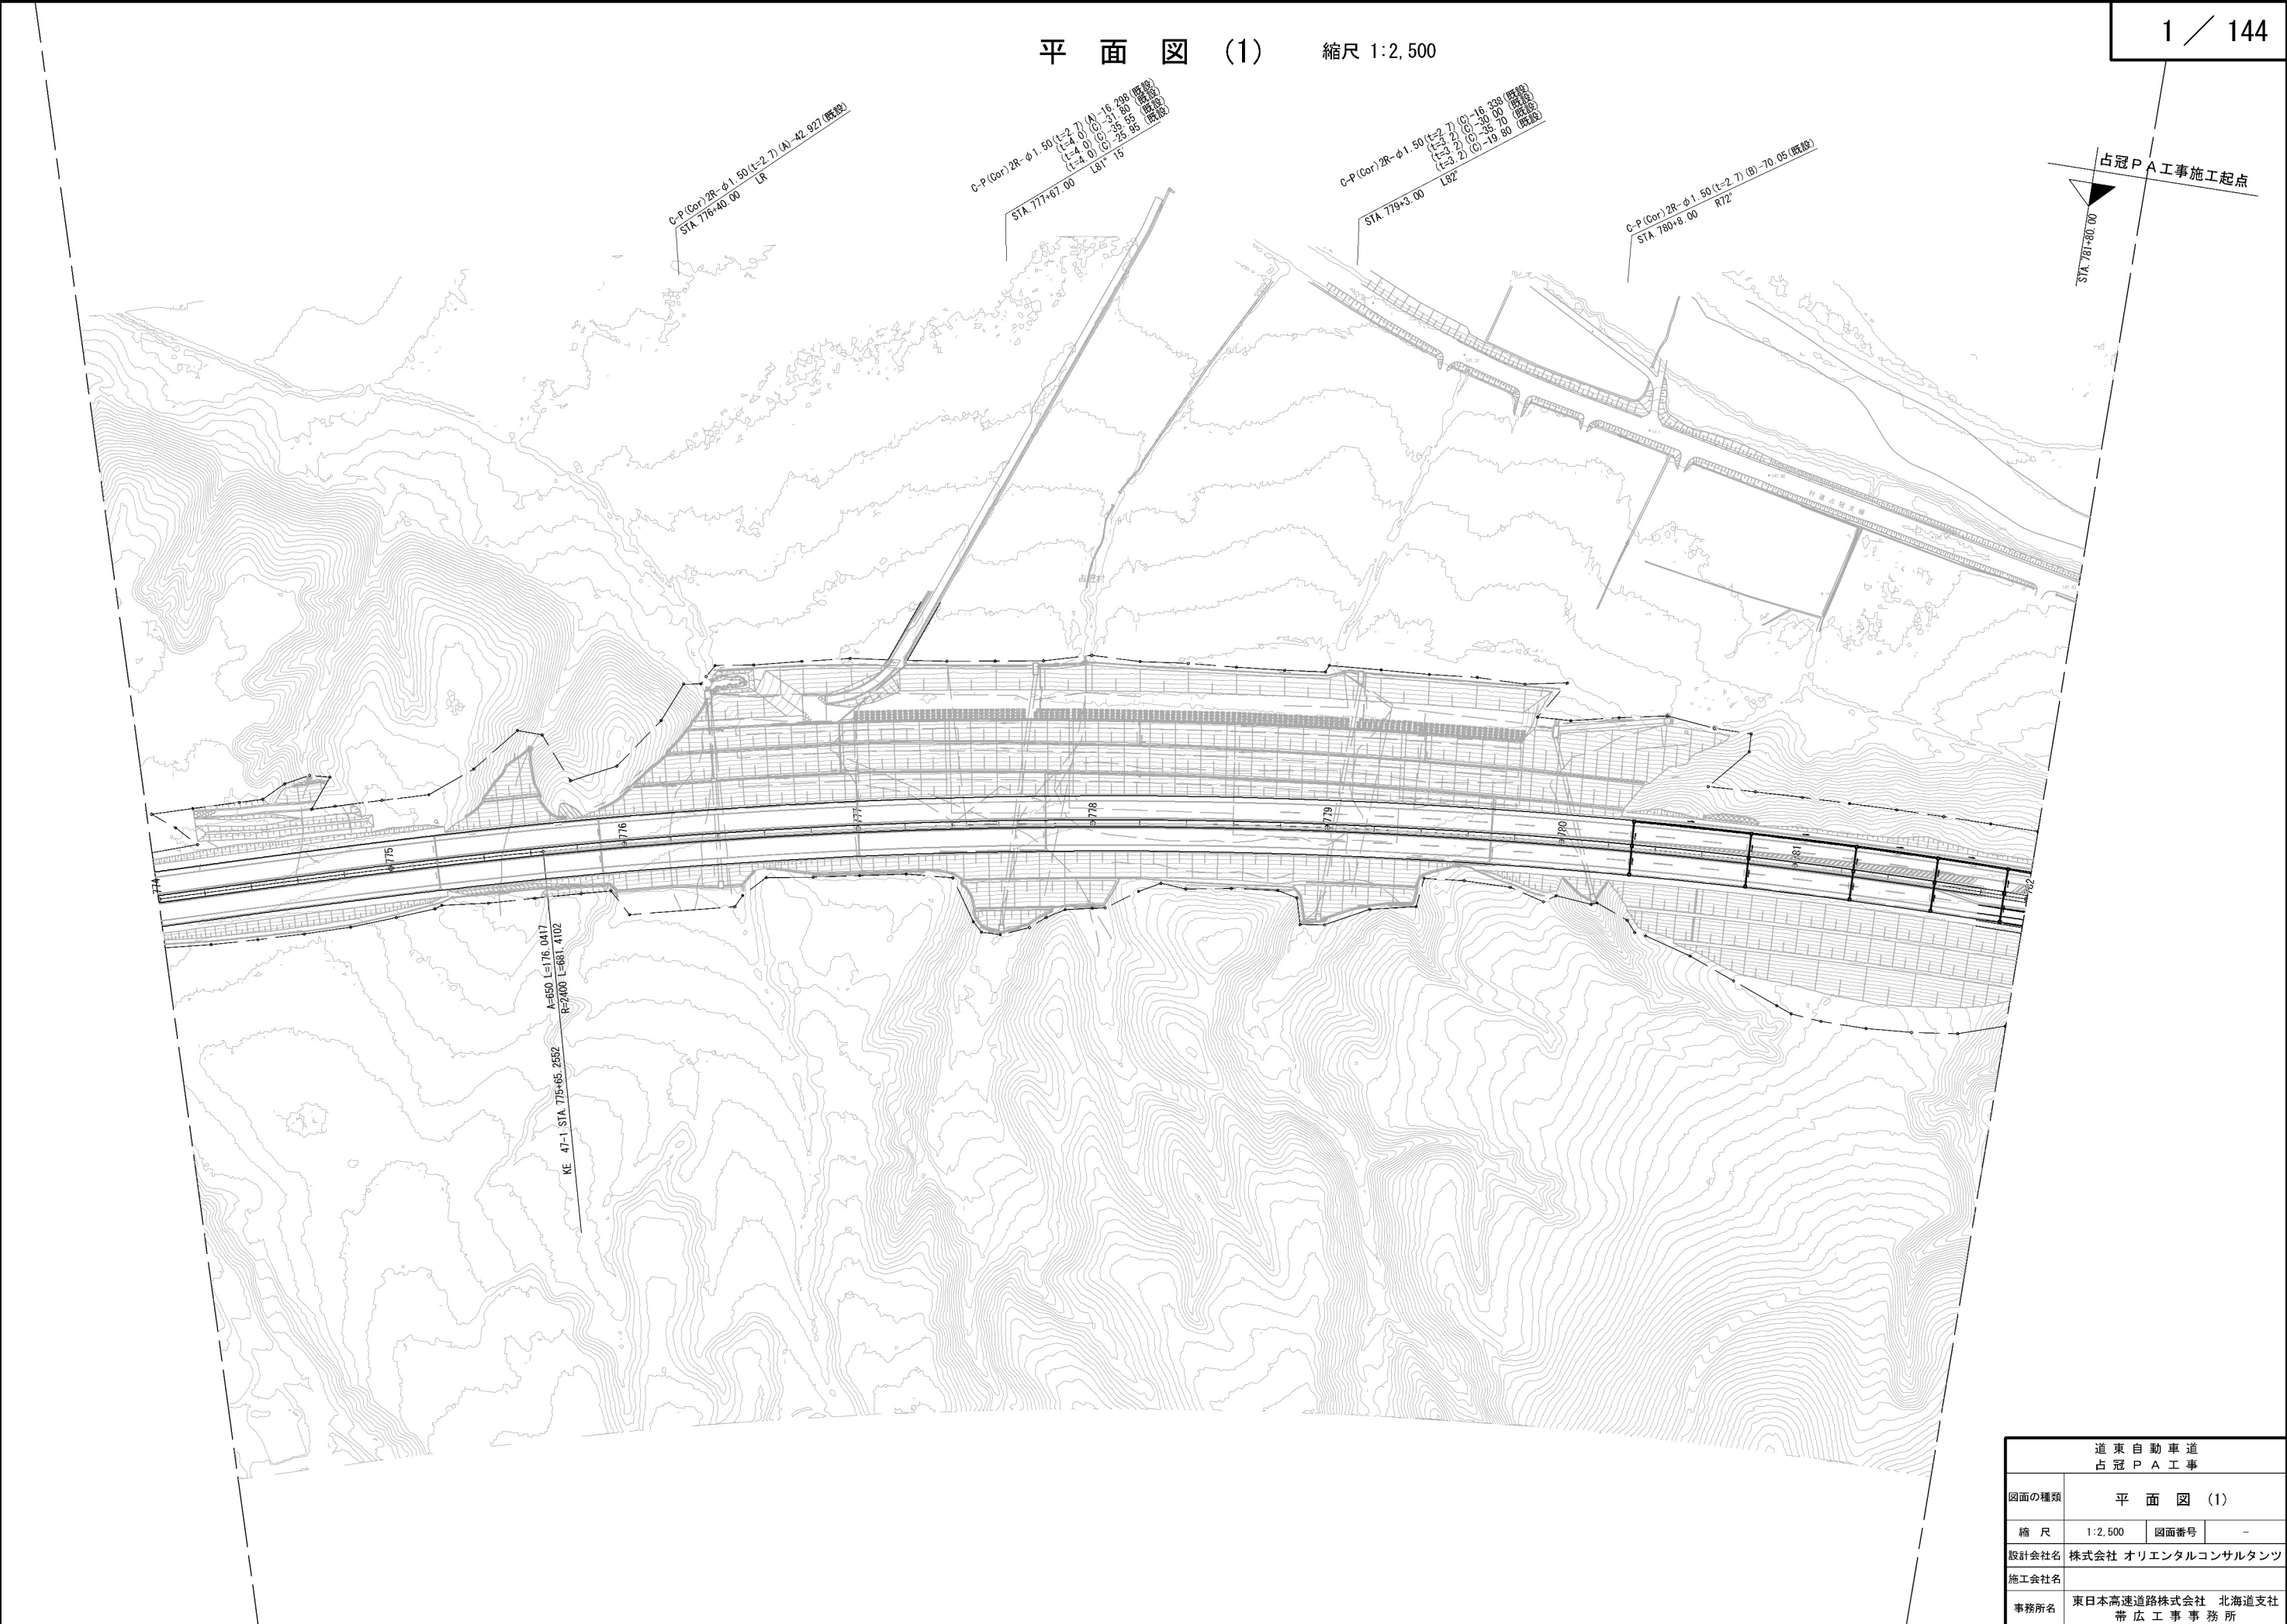 1 ／ 144
平 面 図 (1) 縮尺 1:2,500
C-P(Cor)2R-φ1.50(t=2.7)(A)-42.927(既設)
STA.776+40.00 LR
C-P(Cor)2R-φ1.50(t=2.7)(A)-16.298(既設)
(t=4.0)(C)-31.80 (既設)
(t=4.0)(C)-35.55 (既設)
(t=4.0)(C)-25.95 (既設)
STA.777+67.00 L81° 15′
C-P(Cor)2R-φ1.50(t=2.7)(C)-16.338(既設)
(t=3.2)(C)-30.00 (既設)
(t=3.2)(C)-35.70 (既設)
(t=3.2)(C)-19.80 (既設)
STA.779+3.00 L82°
C-P(Cor)2R-φ1.50(t=2.7)(B)-70.05(既設)
STA.780+8.00 R72°
占冠ＰＡ工事施工起点
STA.781+80.00
村道占冠支線
占冠村
774
775
776
777
778
779
780
781
782
A=650 L=176.0417
R=2400 L=681.4102
KE 47-1 STA.775+65.2552
道東自動車道
占冠ＰＡ工事
図面の種類 平 面 図 (1)
縮 尺 1:2,500 図面番号 －
設計会社名 株式会社 オリエンタルコンサルタンツ
施工会社名
事務所名 東日本高速道路株式会社 北海道支社
帯広工事事務所